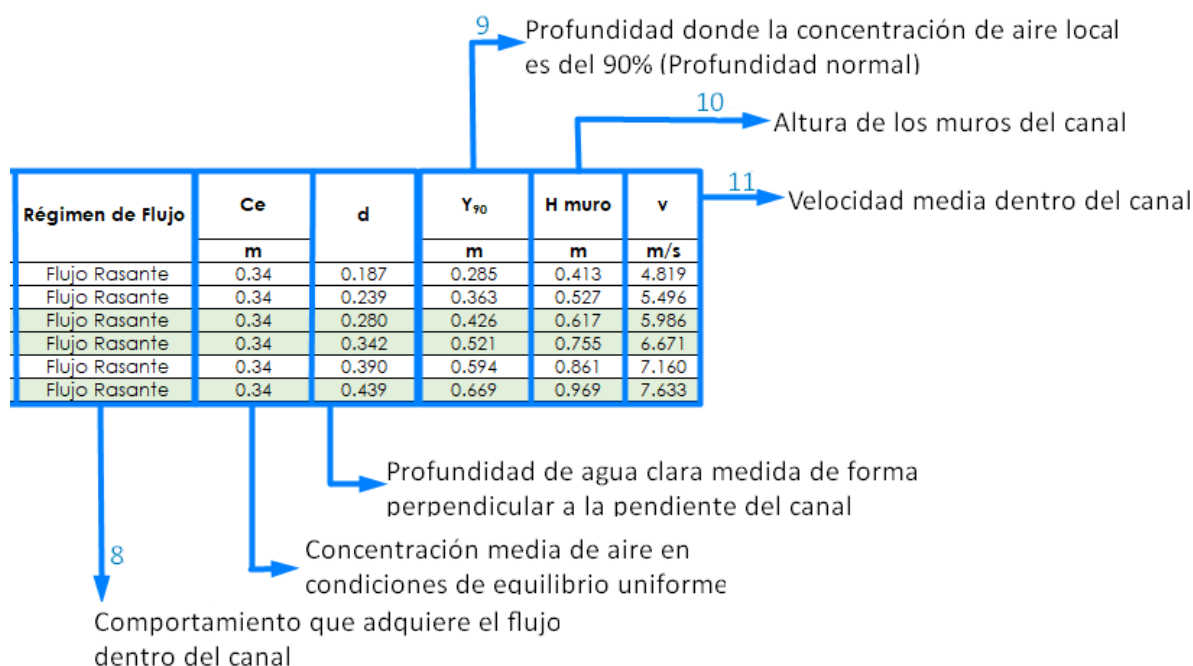 9
Profundidad donde la concentración de aire local
es del 90% (Profundidad normal)
10
Altura de los muros del canal
11
Velocidad media dentro del canal
Régimen de Flujo Ce d Y₉₀ H muro v
m m m m/s
Flujo Rasante 0.34 0.187 0.285 0.413 4.819
Flujo Rasante 0.34 0.239 0.363 0.527 5.496
Flujo Rasante 0.34 0.280 0.426 0.617 5.986
Flujo Rasante 0.34 0.342 0.521 0.755 6.671
Flujo Rasante 0.34 0.390 0.594 0.861 7.160
Flujo Rasante 0.34 0.439 0.669 0.969 7.633
Profundidad de agua clara medida de forma
perpendicular a la pendiente del canal
Concentración media de aire en
condiciones de equilibrio uniforme
8
Comportamiento que adquiere el flujo
dentro del canal